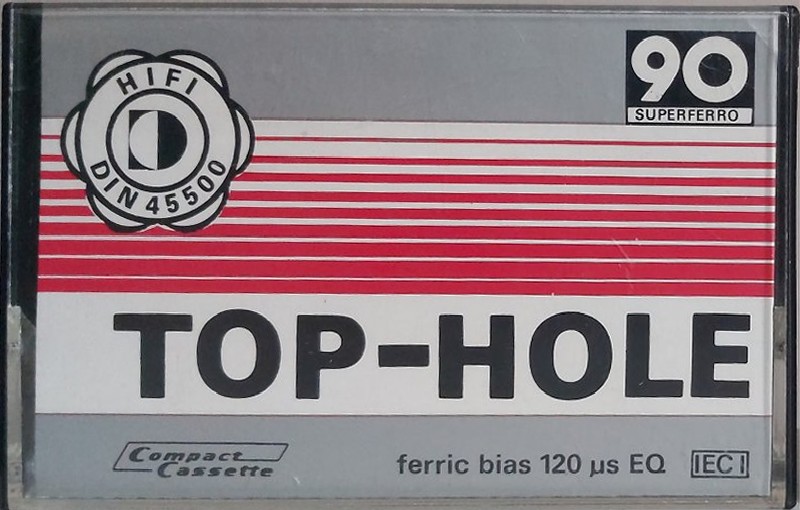 HIFI
D
DIN 45500
90
SUPERFERRO
TOP-HOLE
Compact
Cassette
ferric bias 120 µs EQ
IEC I